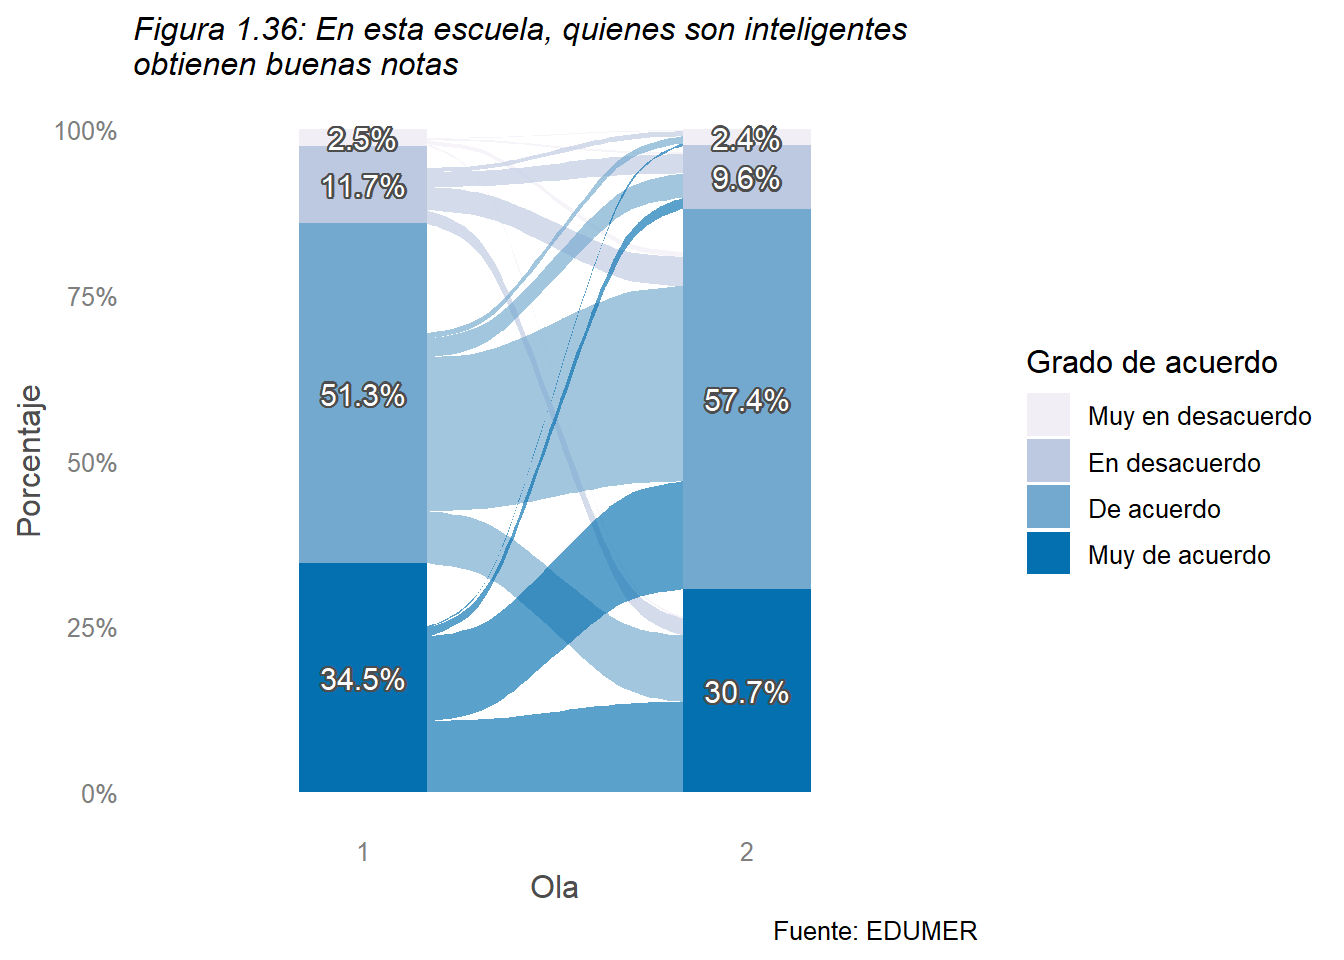 Figura 1.36: En esta escuela, quienes son inteligentes
obtienen buenas notas
Porcentaje
100%
75%
50%
25%
0%
2.5%
11.7%
51.3%
34.5%
2.4%
9.6%
57.4%
30.7%
1
2
Ola
Grado de acuerdo
Muy en desacuerdo
En desacuerdo
De acuerdo
Muy de acuerdo
Fuente: EDUMER